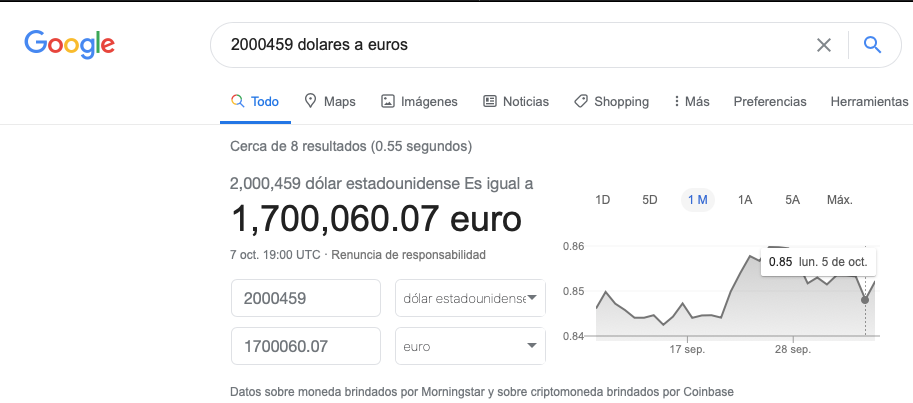 Google
2000459 dolares a euros
Todo Maps Imágenes Noticias Shopping Más Preferencias Herramientas
Cerca de 8 resultados (0.55 segundos)
2,000,459 dólar estadounidense Es igual a
1,700,060.07 euro
7 oct. 19:00 UTC · Renuncia de responsabilidad
2000459 dólar estadounidense
1700060.07 euro
1D 5D 1 M 1A 5A Máx.
0.86
0.85 lun. 5 de oct.
0.85
0.84
17 sep. 28 sep.
Datos sobre moneda brindados por Morningstar y sobre criptomoneda brindados por Coinbase